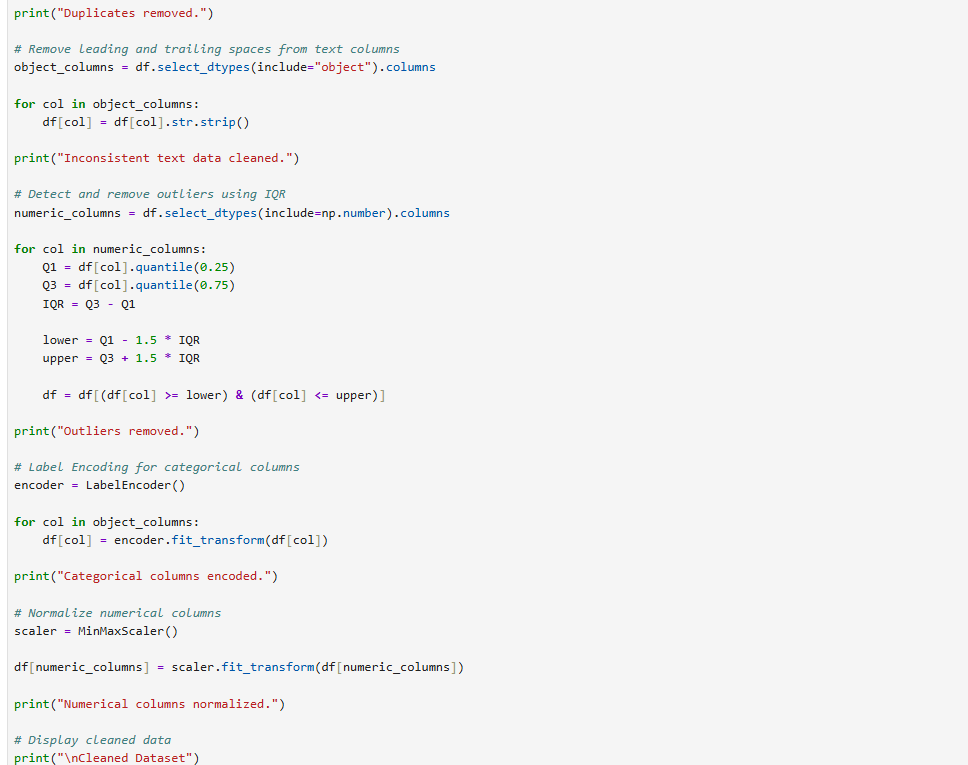 print("Duplicates removed.")
# Remove leading and trailing spaces from text columns
object_columns = df.select_dtypes(include="object").columns
for col in object_columns:
    df[col] = df[col].str.strip()
print("Inconsistent text data cleaned.")
# Detect and remove outliers using IQR
numeric_columns = df.select_dtypes(include=np.number).columns
for col in numeric_columns:
    Q1 = df[col].quantile(0.25)
    Q3 = df[col].quantile(0.75)
    IQR = Q3 - Q1
    lower = Q1 - 1.5 * IQR
    upper = Q3 + 1.5 * IQR
    df = df[(df[col] >= lower) & (df[col] <= upper)]
print("Outliers removed.")
# Label Encoding for categorical columns
encoder = LabelEncoder()
for col in object_columns:
    df[col] = encoder.fit_transform(df[col])
print("Categorical columns encoded.")
# Normalize numerical columns
scaler = MinMaxScaler()
df[numeric_columns] = scaler.fit_transform(df[numeric_columns])
print("Numerical columns normalized.")
# Display cleaned data
print("\nCleaned Dataset")